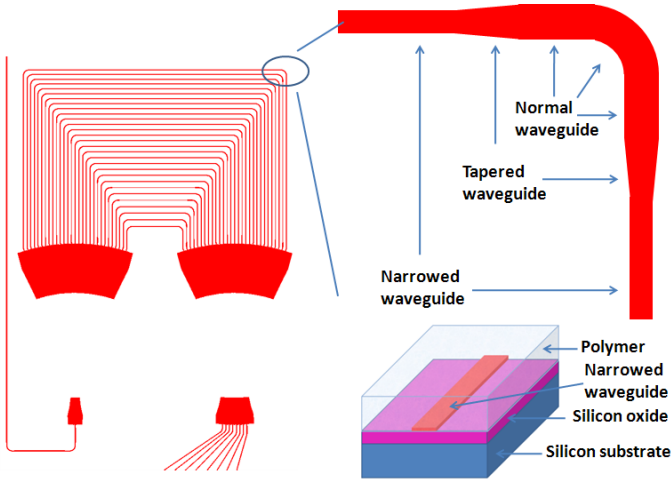 Normal
waveguide
Tapered
waveguide
Narrowed
waveguide
Polymer
Narrowed
waveguide
Silicon oxide
Silicon substrate